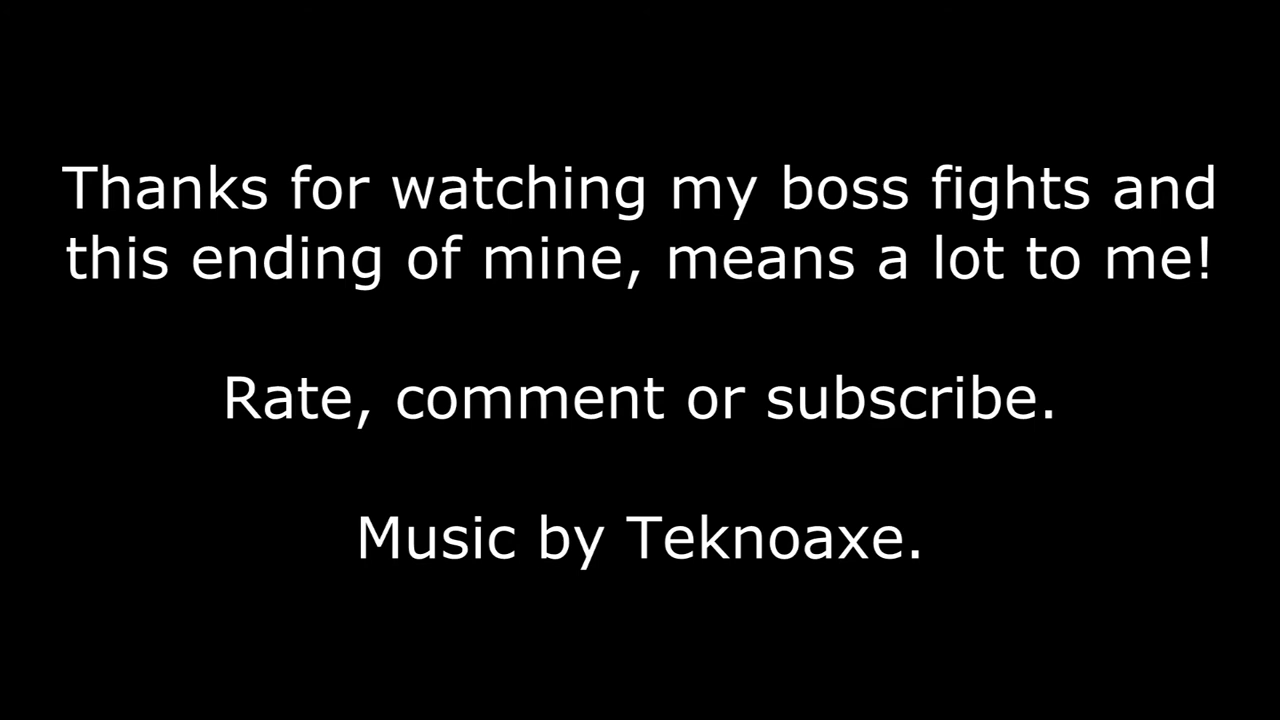 Thanks for watching my boss fights and
this ending of mine, means a lot to me!
Rate, comment or subscribe.
Music by Teknoaxe.